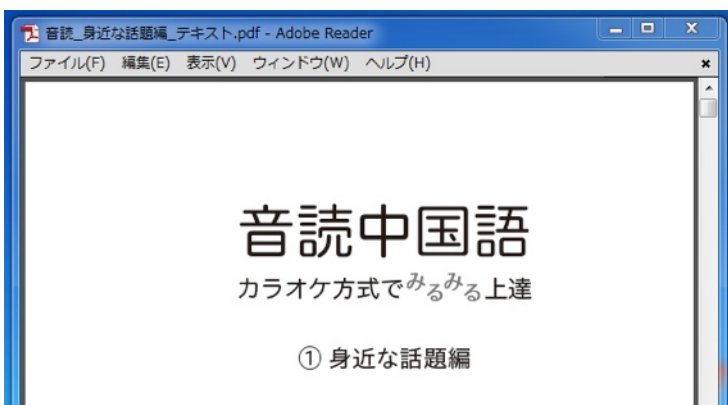 音読_身近な話題編_テキスト.pdf - Adobe Reader
ファイル(F) 編集(E) 表示(V) ウィンドウ(W) ヘルプ(H)
音読中国語
カラオケ方式でみるみる上達
① 身近な話題編